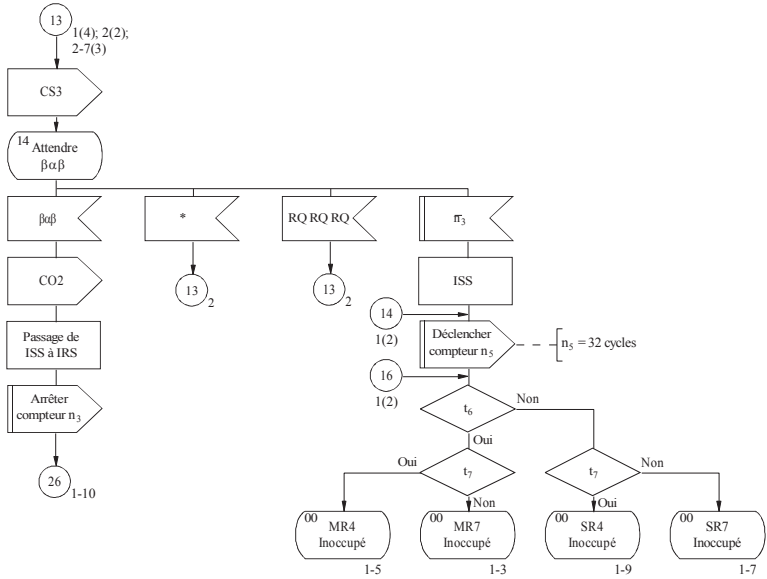 13
1(4); 2(2);
2-7(3)
CS3
14 Attendre
βαβ
βαβ
*
RQ RQ RQ
n̅₃
CO2
13
2
13
2
ISS
14
1(2)
Passage de
ISS à IRS
Déclencher
compteur n₅
n₅ = 32 cycles
16
1(2)
Arrêter
compteur n₃
t₆
Non
Oui
26
1-10
Oui
t₇
Non
t₇
Non
Oui
00
MR4
Inoccupé
1-5
00
MR7
Inoccupé
1-3
00
SR4
Inoccupé
1-9
00
SR7
Inoccupé
1-7